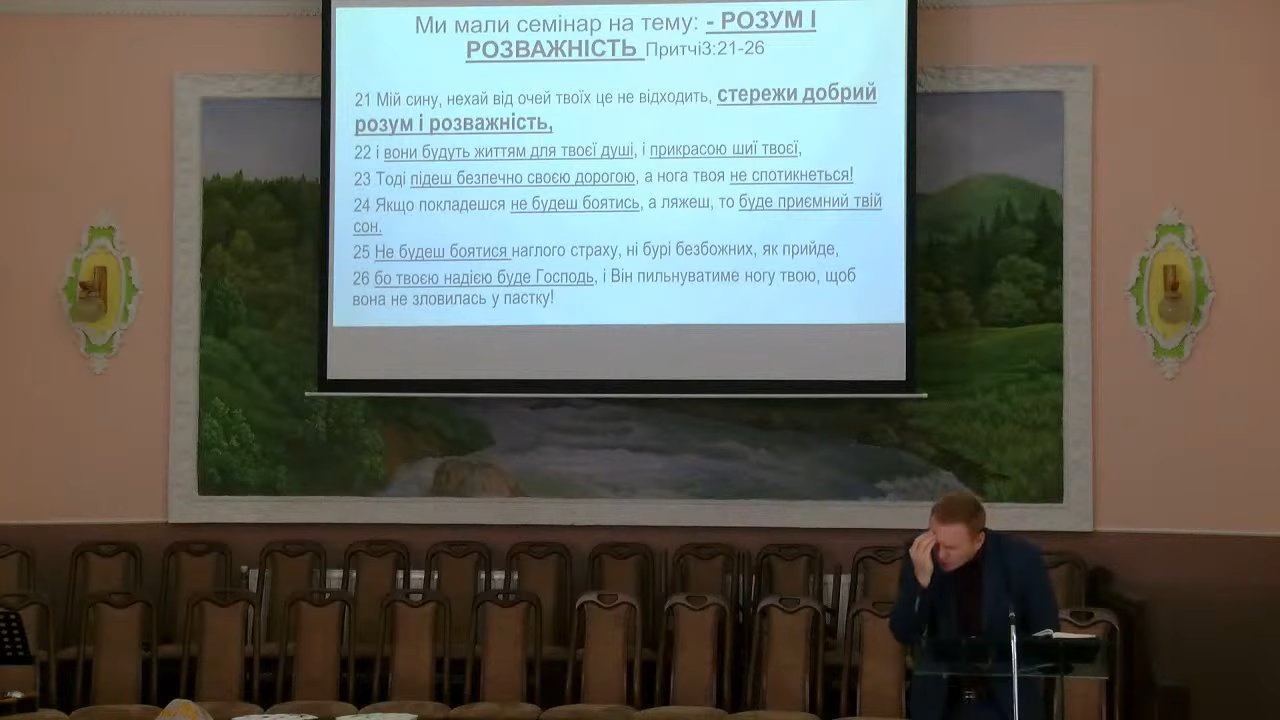 Ми мали семінар на тему: - РОЗУМ І
РОЗВАЖНІСТЬ Притчі3:21-26
21 Мій сину, нехай від очей твоїх це не відходить, стережи добрий
розум і розважність,
22 і вони будуть життям для твоєї душі, і прикрасою шиї твоєї,
23 Тоді підеш безпечно своєю дорогою, а нога твоя не спотикнеться!
24 Якщо покладешся не будеш боятись, а ляжеш, то буде приємний твій
сон.
25 Не будеш боятися наглого страху, ні бурі безбожних, як прийде,
26 бо твоєю надією буде Господь, і Він пильнуватиме ногу твою, щоб
вона не зловилась у пастку!